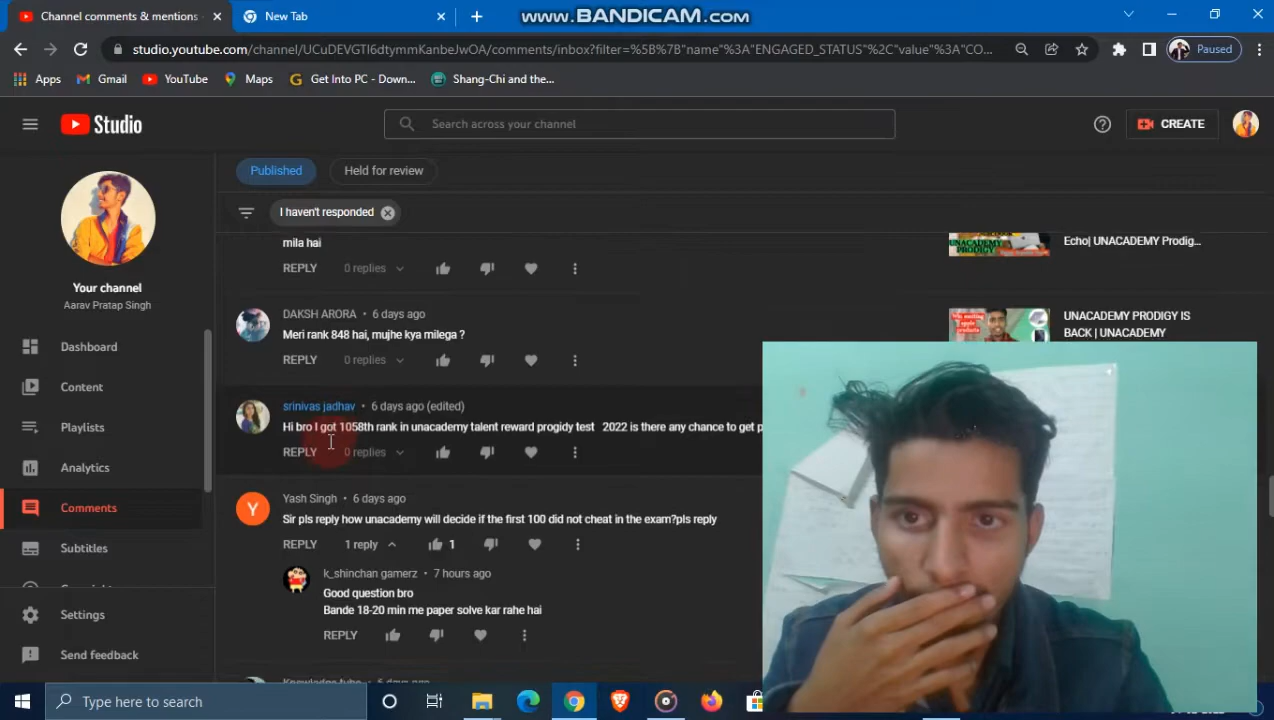 Channel comments & mentions
New Tab
www.BANDICAM.com
studio.youtube.com/channel/UCuDEVGTI6dtymmKanbeJwOA/comments/inbox?filter=%5B%7B"name"%3A"ENGAGED_STATUS"%2C"value"%3A"CO...
Paused
Apps
Gmail
YouTube
Maps
Get Into PC - Down...
Shang-Chi and the...
Studio
Search across your channel
CREATE
Published
Held for review
I haven't responded
Your channel
Aarav Pratap Singh
Dashboard
Content
Playlists
Analytics
Comments
Subtitles
Settings
Send feedback
mila hai
REPLY 0 replies
Echo| UNACADEMY Prodig...
UNACADEMY
PRODIGY
DAKSH ARORA • 6 days ago
Meri rank 848 hai, mujhe kya milega ?
REPLY 0 replies
UNACADEMY PRODIGY IS
BACK | UNACADEMY
srinivas jadhav • 6 days ago (edited)
Hi bro I got 1058th rank in unacademy talent reward progidy test 2022 is there any chance to get p
REPLY 0 replies
Y
Yash Singh • 6 days ago
Sir pls reply how unacademy will decide if the first 100 did not cheat in the exam?pls reply
REPLY 1 reply 1
k_shinchan gamerz • 7 hours ago
Good question bro
Bande 18-20 min me paper solve kar rahe hai
REPLY
Type here to search